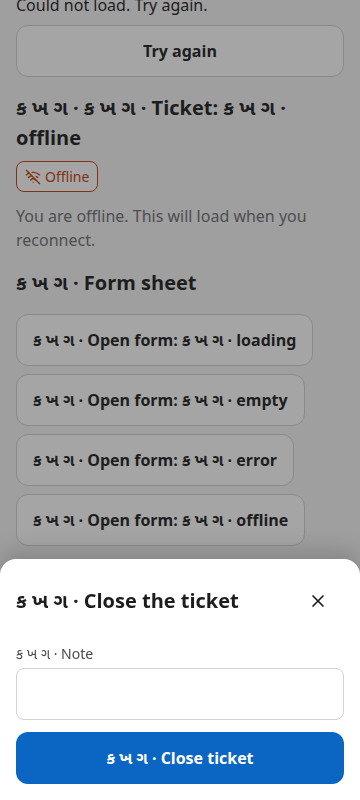 Could not load. Try again.
Try again
ક ખ ગ · ક ખ ગ · Ticket: ક ખ ગ ·
offline
Offline
You are offline. This will load when you
reconnect.
ક ખ ગ · Form sheet
ક ખ ગ · Open form: ક ખ ગ · loading
ક ખ ગ · Open form: ક ખ ગ · empty
ક ખ ગ · Open form: ક ખ ગ · error
ક ખ ગ · Open form: ક ખ ગ · offline
ક ખ ગ · Close the ticket
ક ખ ગ · Note
ક ખ ગ · Close ticket